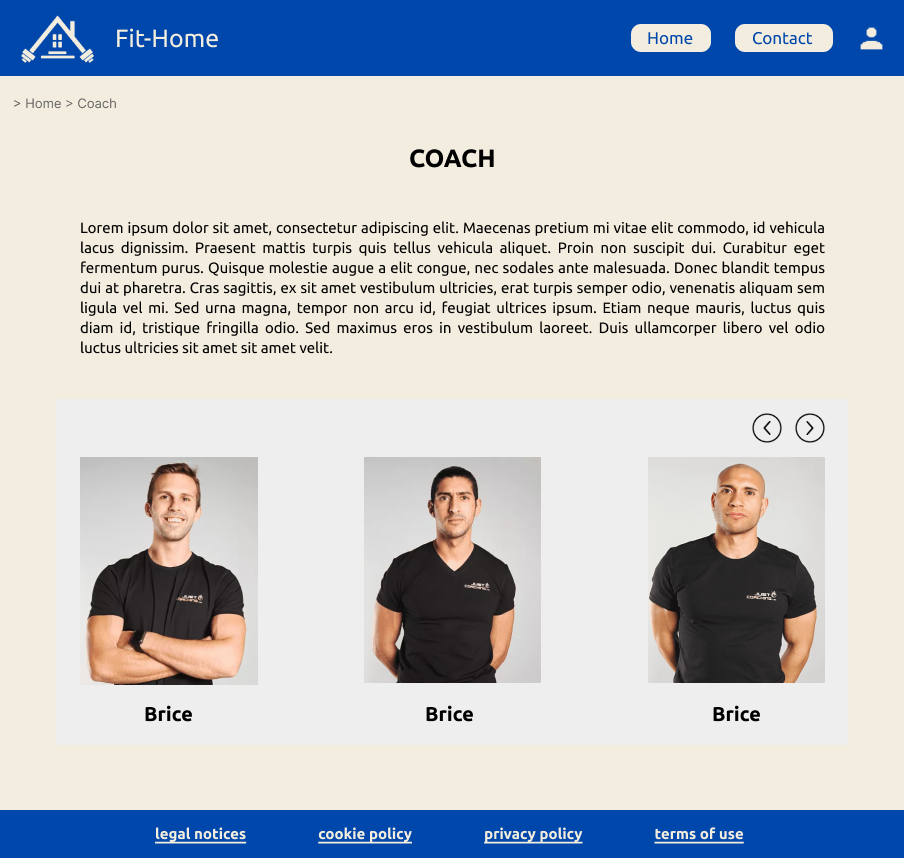 Fit-Home
Home
Contact
> Home > Coach
COACH
Lorem ipsum dolor sit amet, consectetur adipiscing elit. Maecenas pretium mi vitae elit commodo, id vehicula
lacus dignissim. Praesent mattis turpis quis tellus vehicula aliquet. Proin non suscipit dui. Curabitur eget
fermentum purus. Quisque molestie augue a elit congue, nec sodales ante malesuada. Donec blandit tempus
dui at pharetra. Cras sagittis, ex sit amet vestibulum ultricies, erat turpis semper odio, venenatis aliquam sem
ligula vel mi. Sed urna magna, tempor non arcu id, feugiat ultrices ipsum. Etiam neque mauris, luctus quis
diam id, tristique fringilla odio. Sed maximus eros in vestibulum laoreet. Duis ullamcorper libero vel odio
luctus ultricies sit amet sit amet velit.
JUST
COACHING
JUST
COACHING
JUST
COACHING
Brice
Brice
Brice
legal notices
cookie policy
privacy policy
terms of use